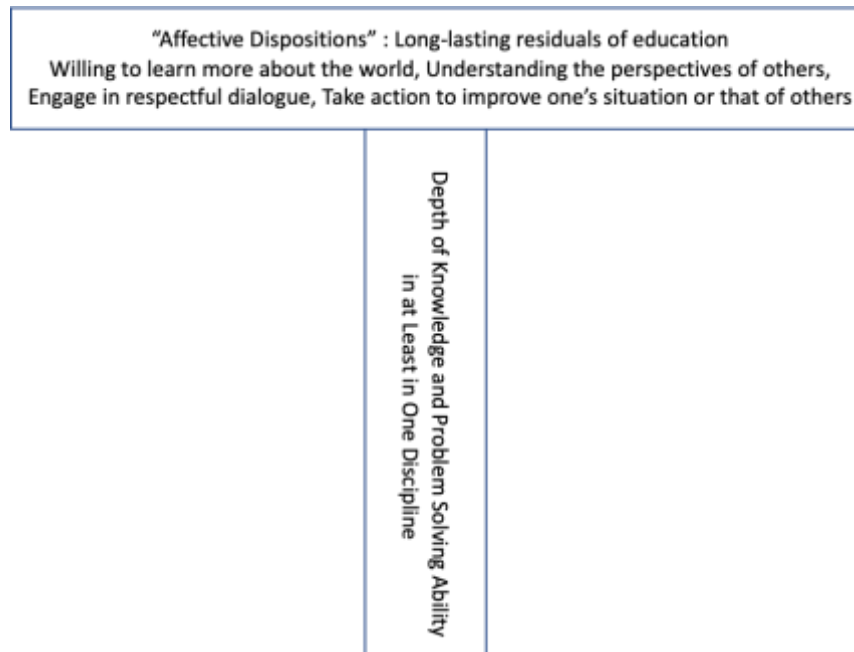 “Affective Dispositions” : Long-lasting residuals of education
Willing to learn more about the world, Understanding the perspectives of others,
Engage in respectful dialogue, Take action to improve one’s situation or that of others
Depth of Knowledge and Problem Solving Ability
in at Least in One Discipline